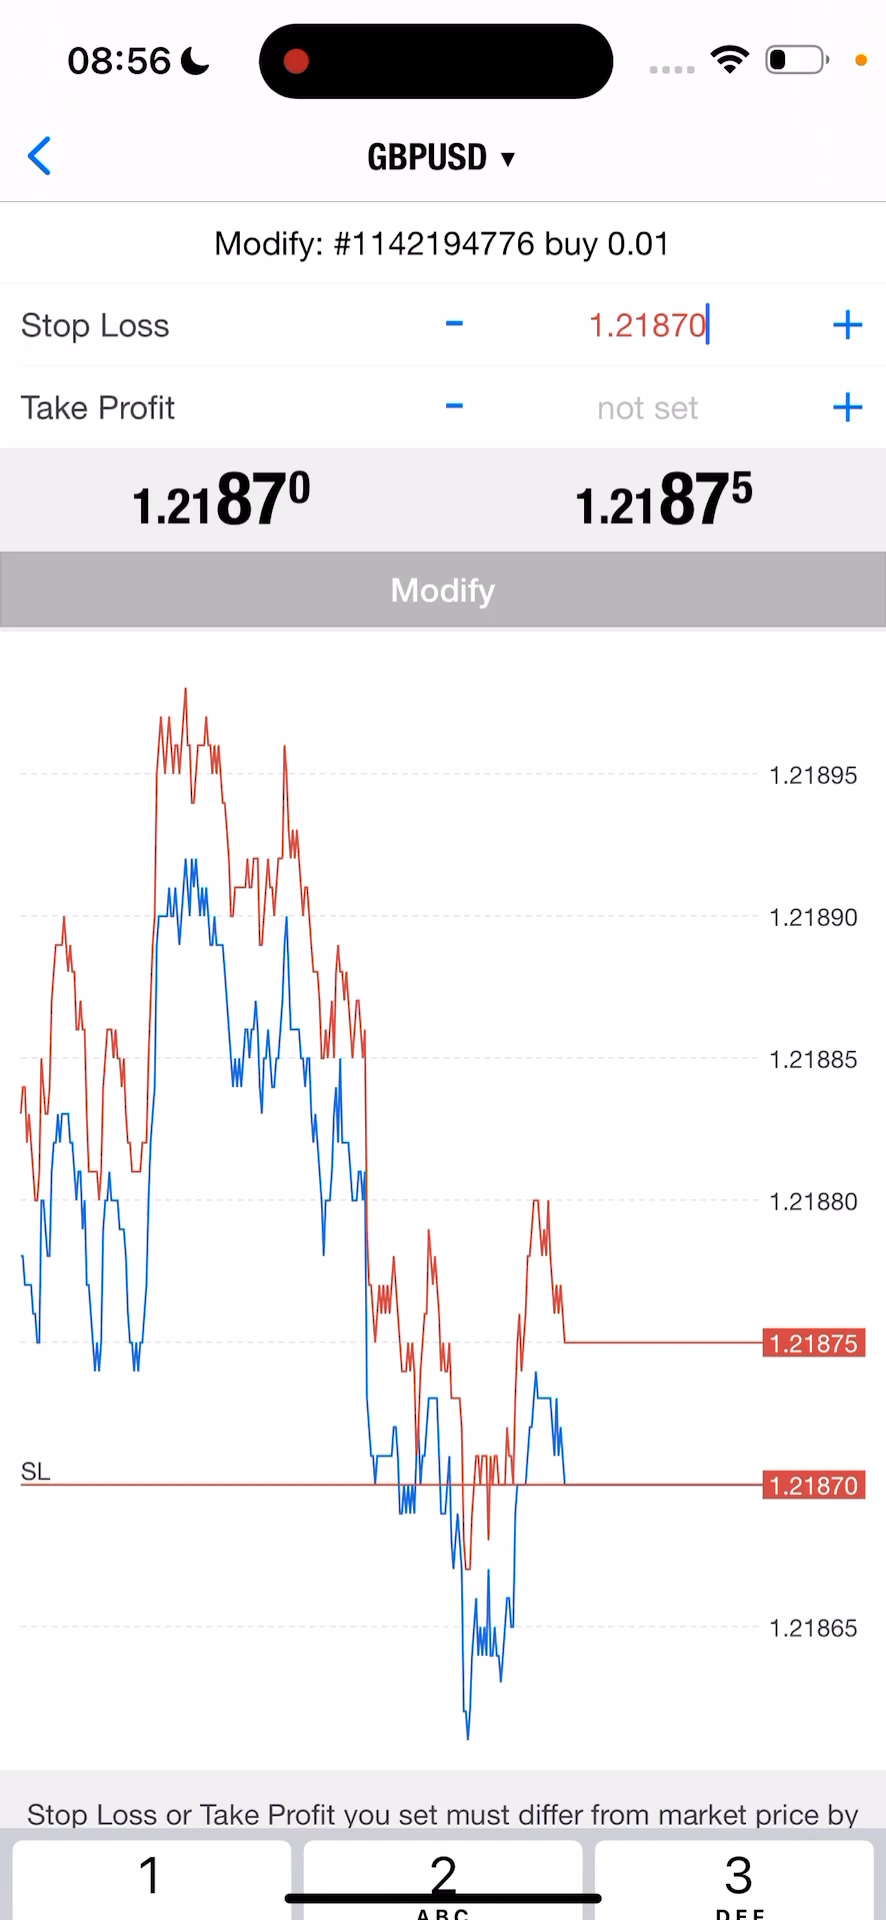 08:56
GBPUSD ▼
Modify: #1142194776 buy 0.01
Stop Loss - 1.21870 +
Take Profit - not set +
1.21870 1.21875
Modify
1.21895
1.21890
1.21885
1.21880
1.21875
SL
1.21870
1.21865
Stop Loss or Take Profit you set must differ from market price by
1 2 3
ABC DEF